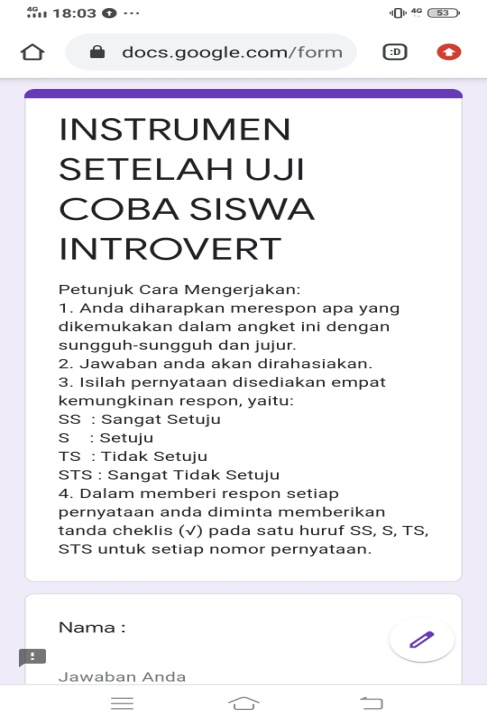 4G 18:03 ...
4G 53
docs.google.com/form
:D
INSTRUMEN
SETELAH UJI
COBA SISWA
INTROVERT
Petunjuk Cara Mengerjakan:
1. Anda diharapkan merespon apa yang
dikemukakan dalam angket ini dengan
sungguh-sungguh dan jujur.
2. Jawaban anda akan dirahasiakan.
3. Isilah pernyataan disediakan empat
kemungkinan respon, yaitu:
SS : Sangat Setuju
S : Setuju
TS : Tidak Setuju
STS : Sangat Tidak Setuju
4. Dalam memberi respon setiap
pernyataan anda diminta memberikan
tanda cheklis (√) pada satu huruf SS, S, TS,
STS untuk setiap nomor pernyataan.
Nama :
Jawaban Anda